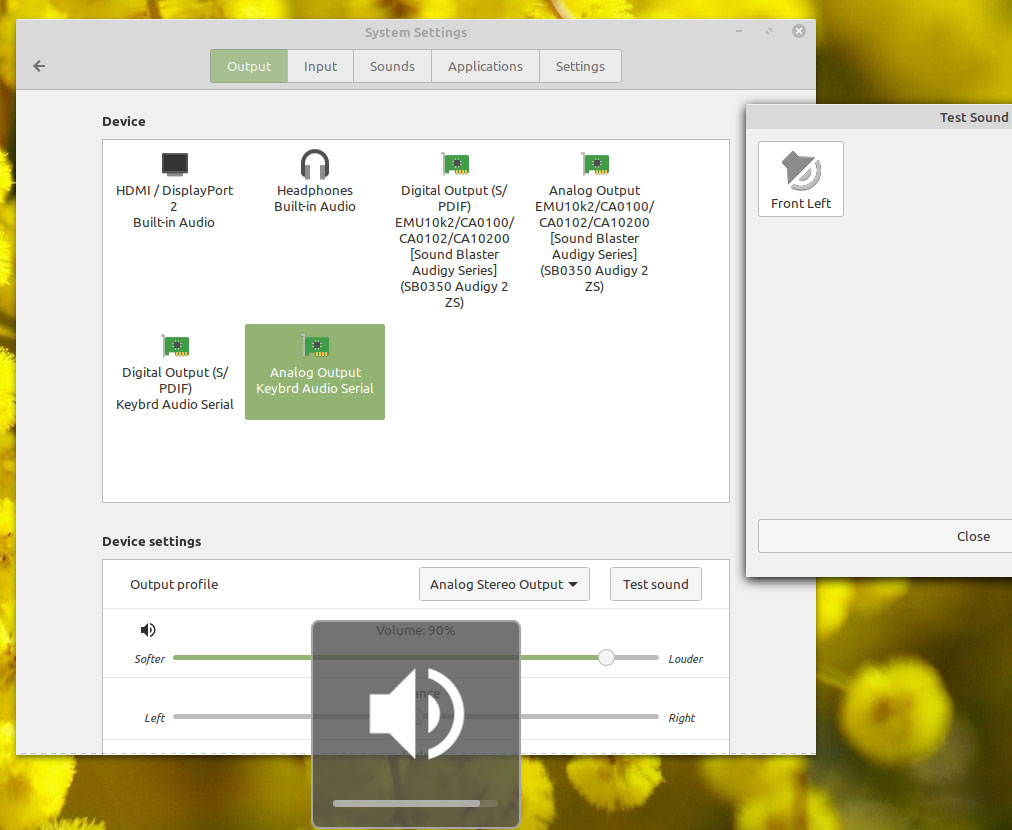 System Settings
Output
Input
Sounds
Applications
Settings
Device
HDMI / DisplayPort
2
Built-in Audio
Headphones
Built-in Audio
Digital Output (S/
PDIF)
EMU10k2/CA0100/
CA0102/CA10200
[Sound Blaster
Audigy Series]
(SB0350 Audigy 2
ZS)
Analog Output
EMU10k2/CA0100/
CA0102/CA10200
[Sound Blaster
Audigy Series]
(SB0350 Audigy 2
ZS)
Digital Output (S/
PDIF)
Keybrd Audio Serial
Analog Output
Keybrd Audio Serial
Device settings
Output profile
Analog Stereo Output
Test sound
Volume: 90%
Softer
Louder
Left
Right
Test Sound
Front Left
Close